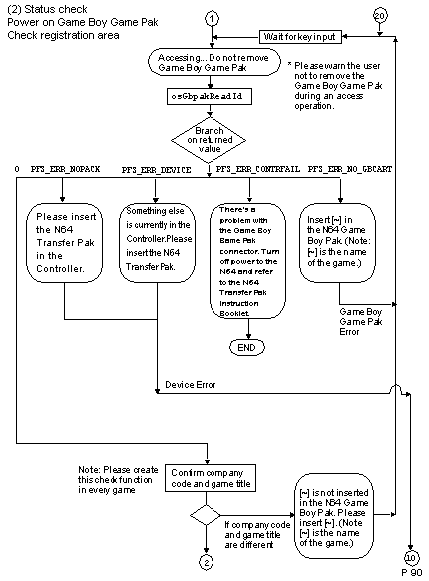 (2) Status check
Power on Game Boy Game Pak
Check registration area
1
20
Wait for key input
Accessing... Do not remove
Game Boy Game Pak
* Please warn the user
not to remove the
Game Boy Game Pak
during an access
operation.
osGbpakReadId
Branch
on returned
value
0
PFS_ERR_NOPACK
PFS_ERR_DEVICE
PFS_ERR_CONTRFAIL
PFS_ERR_NO_GBCART
Please insert
the N64
Transfer Pak
in the
Controller.
Something else
is currently in the
Controller.Please
insert the N64
Transfer Pak.
There's a
problem with
the Game Boy
Game Pak
connector. Turn
off power to the
N64 and refer
to the N64
Transfer Pak
Instruction
Booklet.
Insert [~] in
the N64 Game
Boy Pak. (Note:
[~] is the name
of the game.)
Game Boy
Game Pak
Error
END
Device Error
Note: Please create
this check function
in every game
Confirm company
code and game title
If company code
and game title
are different
[~] is not inserted
in the N64 Game
Boy Pak. Please
insert [~]. (Note
[~] is the name
of the game.)
2
10
P 90